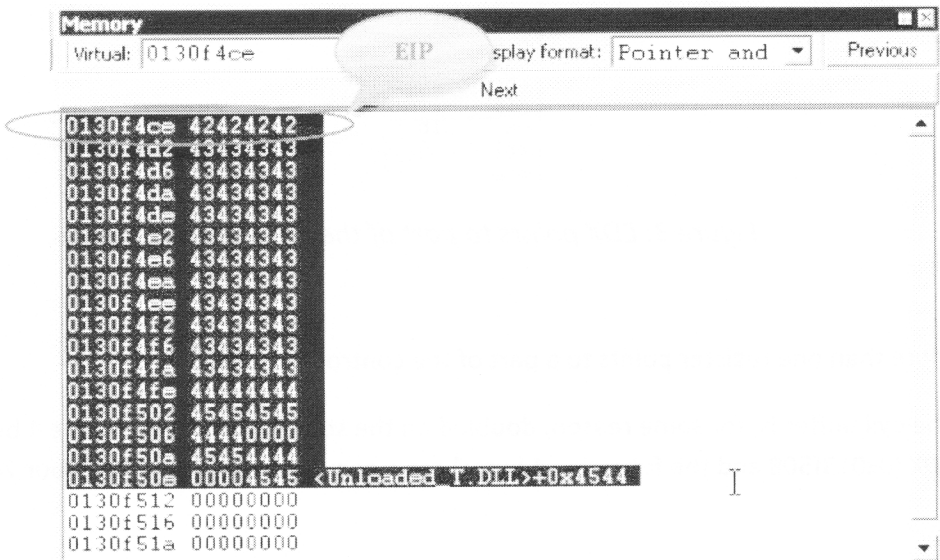 Memory
Virtual: 0130f4ce EIP splay format: Pointer and Previous
Next
0130f4ce 42424242
0130f4d2 43434343
0130f4d6 43434343
0130f4da 43434343
0130f4de 43434343
0130f4e2 43434343
0130f4e6 43434343
0130f4ea 43434343
0130f4ee 43434343
0130f4f2 43434343
0130f4f6 43434343
0130f4fa 43434343
0130f4fe 44444444
0130f502 45454545
0130f506 44440000
0130f50a 45454444
0130f50e 00004545 <Unloaded_T.DLL>+0x4544
0130f512 00000000
0130f516 00000000
0130f51a 00000000